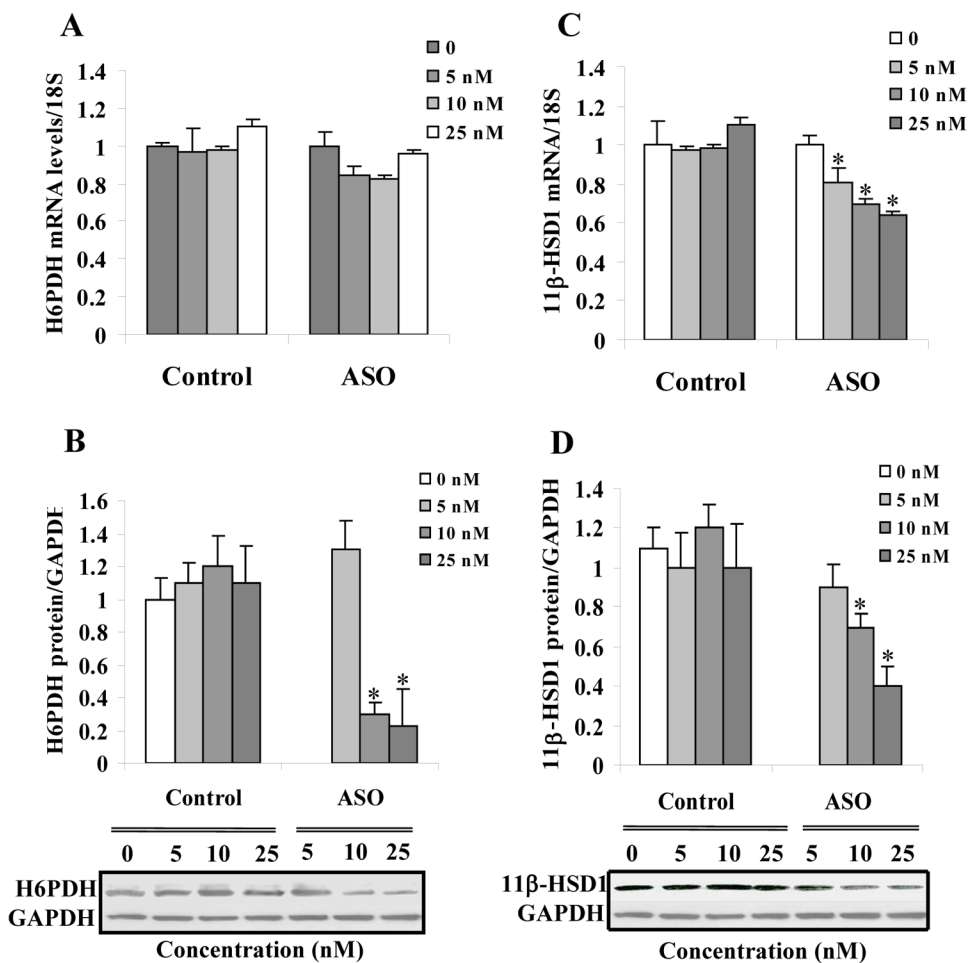 A
0
5 nM
10 nM
25 nM
H6PDH mRNA levels/18S
1.4
1.2
1
0.8
0.6
0.4
0.2
0
Control ASO
C
0
5 nM
10 nM
25 nM
11β-HSD1 mRNA/18S
1.4
1.2
1
0.8
0.6
0.4
0.2
0
* * *
Control ASO
B
0 nM
5 nM
10 nM
25 nM
H6PDH protein/GAPDH
1.6
1.4
1.2
1
0.8
0.6
0.4
0.2
0
* *
Control ASO
0 5 10 25 5 10 25
H6PDH
GAPDH
Concentration (nM)
D
0 nM
5 nM
10 nM
25 nM
11β-HSD1 protein/GAPDH
1.4
1.2
1
0.8
0.6
0.4
0.2
0
* *
Control ASO
0 5 10 25 5 10 25
11β-HSD1
GAPDH
Concentration (nM)